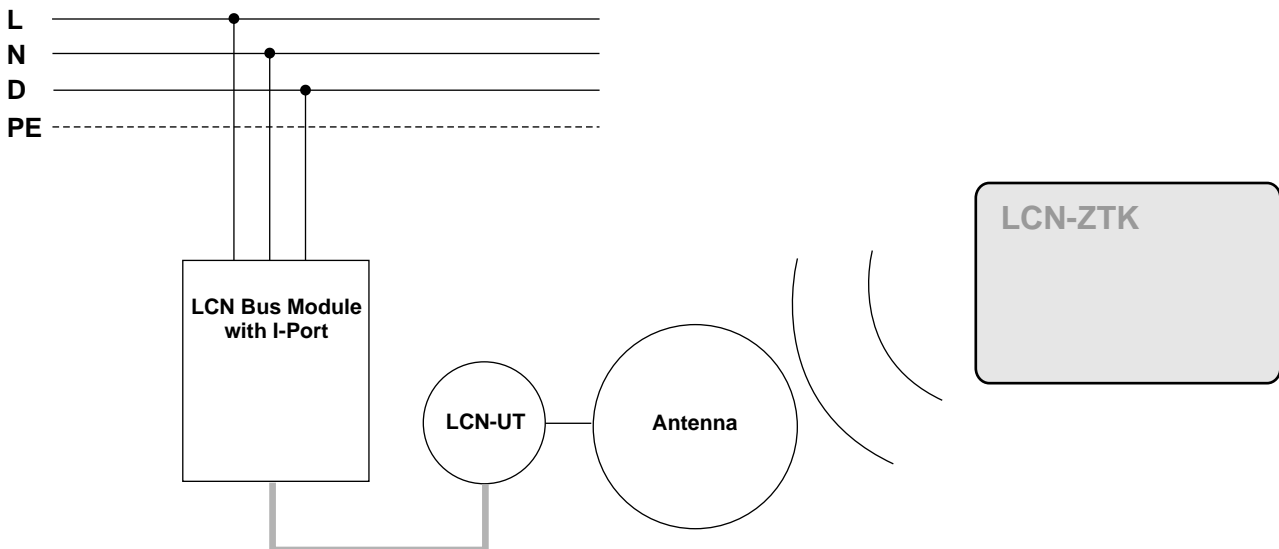 L
N
D
PE
LCN-ZTK
LCN Bus Module
with I-Port
LCN-UT
Antenna